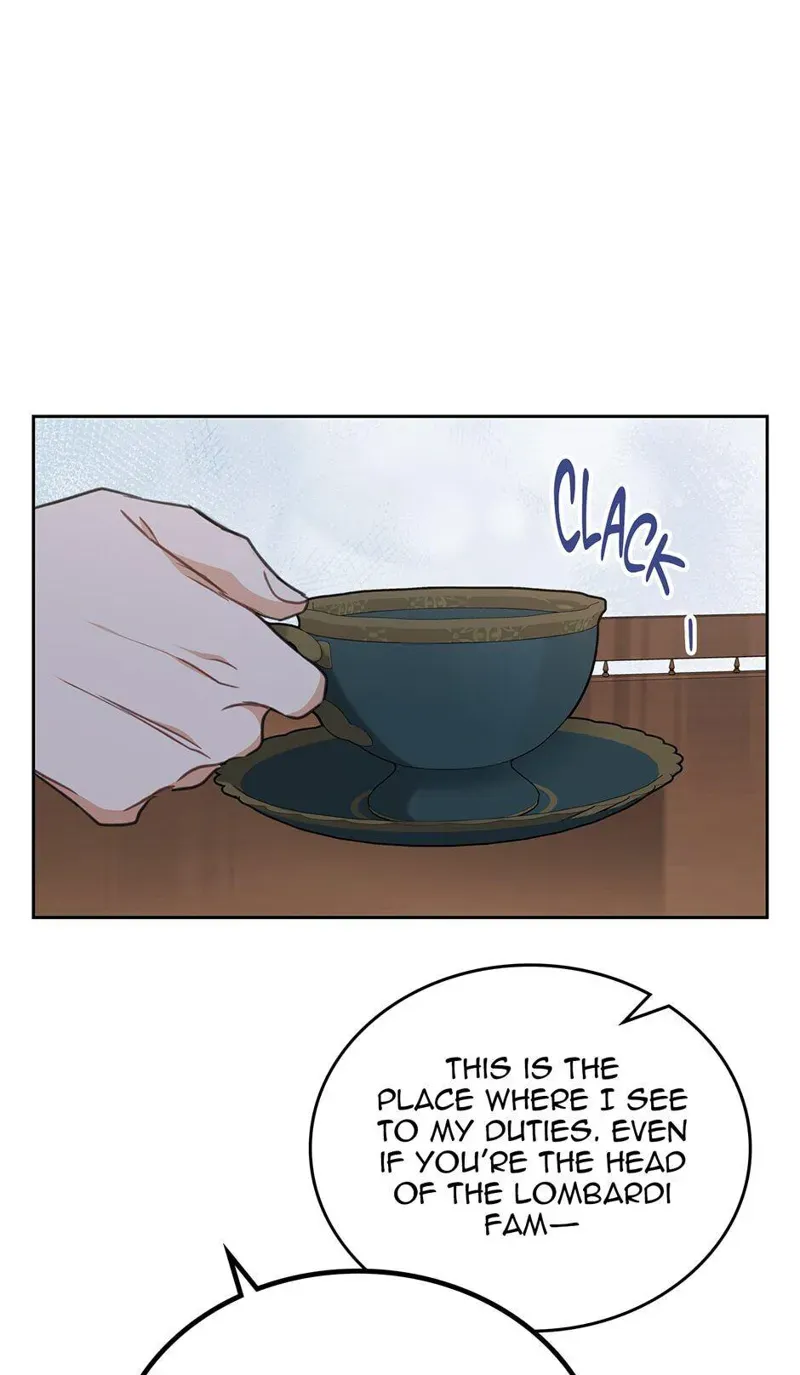 CLACK
THIS IS THE
PLACE WHERE I SEE
TO MY DUTIES. EVEN
IF YOU'RE THE HEAD
OF THE LOMBARDI
FAM—